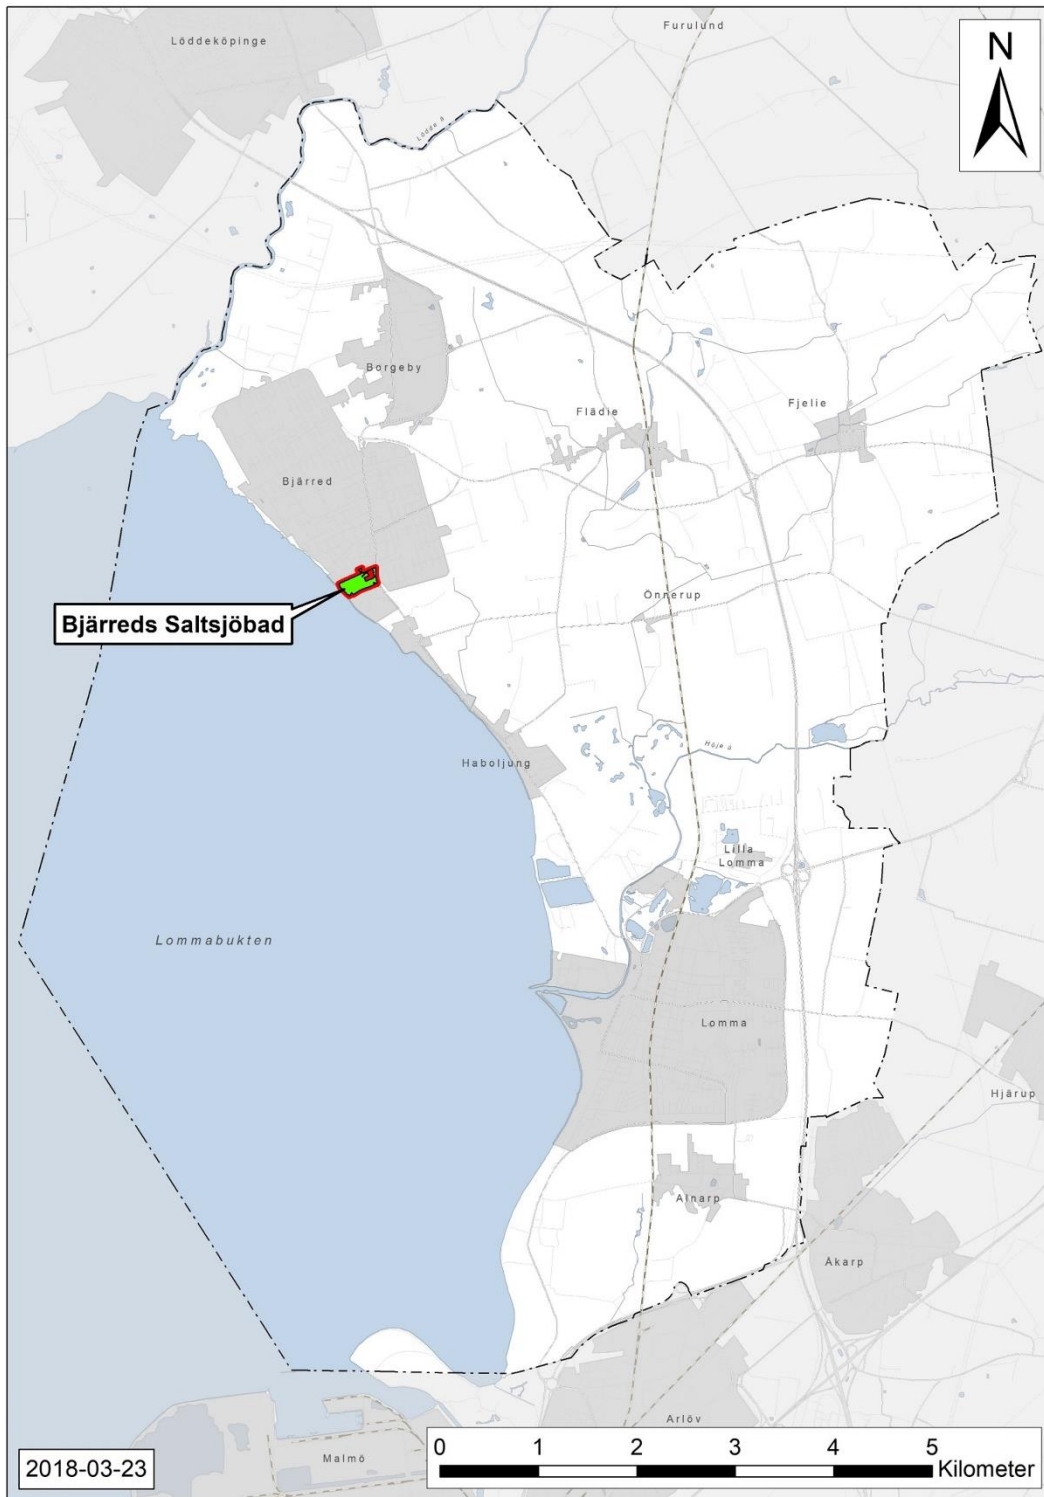 Löddeköpinge
Furulund
N
Lödde å
Borgeby
Flädie
Fjelie
Bjärred
Önnerup
Bjärreds Saltsjöbad
Höje å
Haboljung
Lilla
Lomma
Lommabukten
Lomma
Hjärup
Alnarp
Åkarp
Arlöv
Malmö
2018-03-23
0 1 2 3 4 5
Kilometer